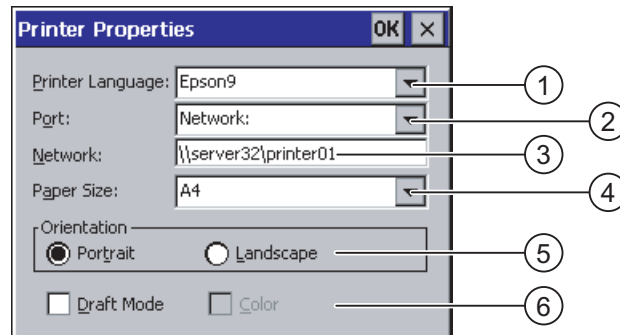 Printer Properties OK ×
Printer Language: Epson9 1
Port: Network: 2
Network: \\server32\printer01 3
Paper Size: A4 4
Orientation
Portrait Landscape 5
Draft Mode Color 6